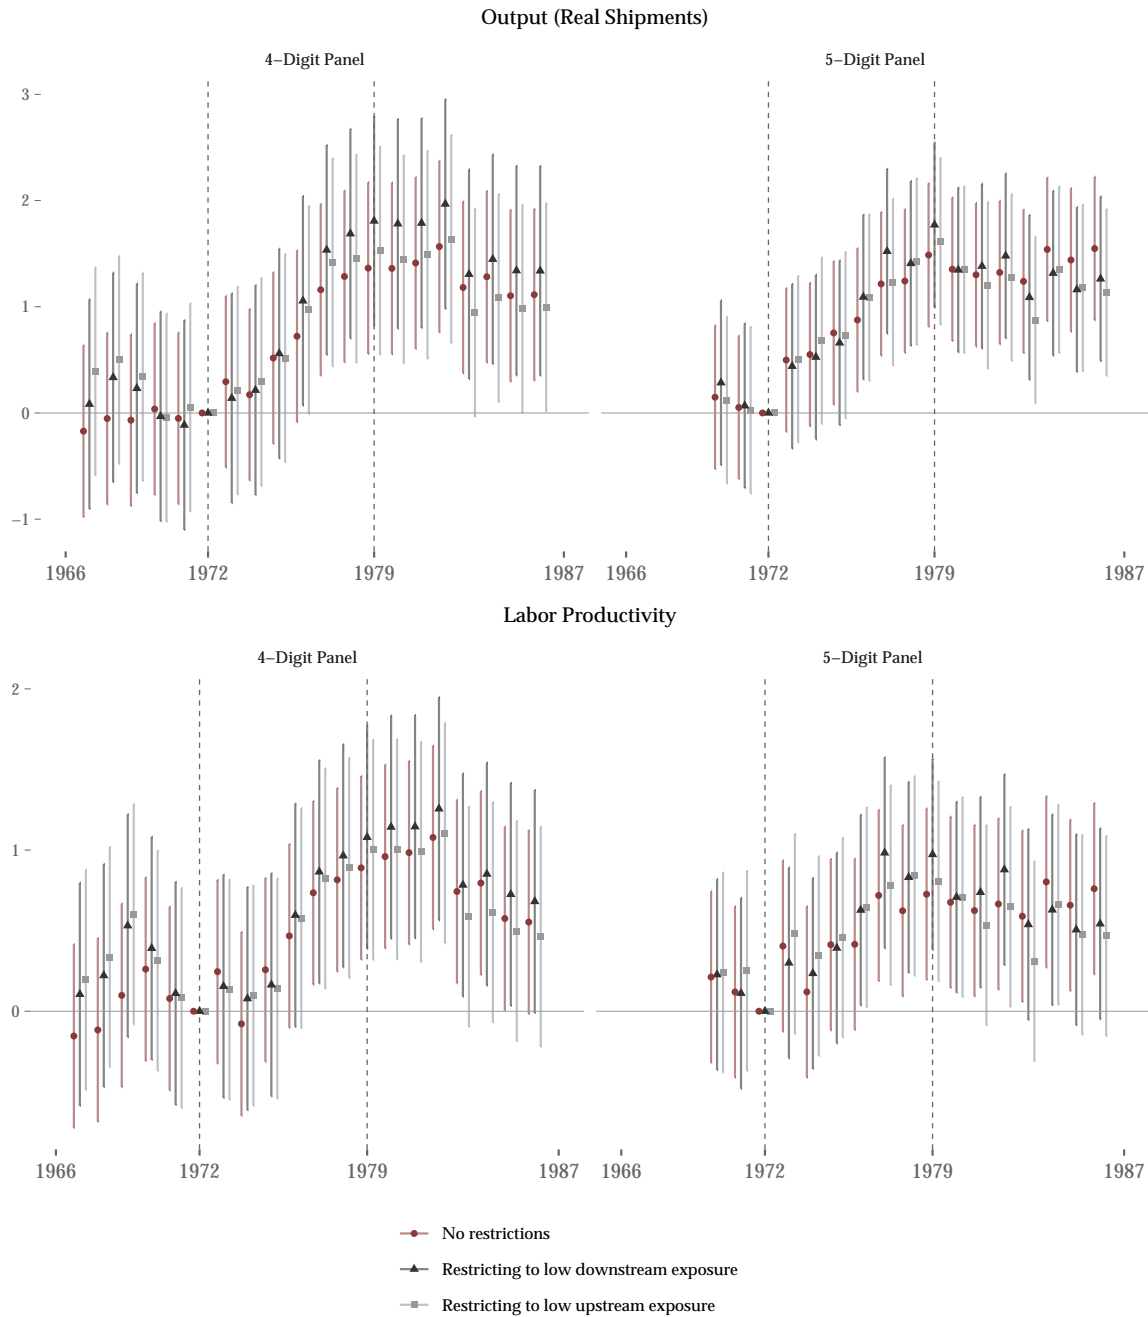 Output (Real Shipments)
4−Digit Panel
5−Digit Panel
3
2
1
0
−1
1966
1972
1979
1987
1966
1972
1979
1987
Labor Productivity
4−Digit Panel
5−Digit Panel
2
1
0
1966
1972
1979
1987
1966
1972
1979
1987
No restrictions
Restricting to low downstream exposure
Restricting to low upstream exposure